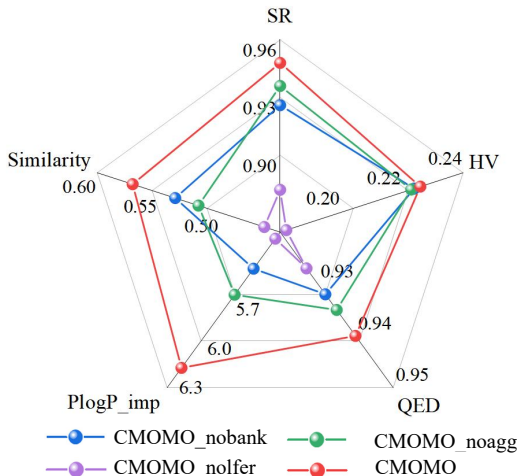 SR
0.96
0.93
Similarity
0.24
HV
0.22
0.60
0.55
0.90
0.20
0.50
0.93
5.7
0.94
6.0
0.95
6.3
PlogP_imp
QED
CMOMO_nobank
CMOMO_noagg
CMOMO_nolfer
CMOMO